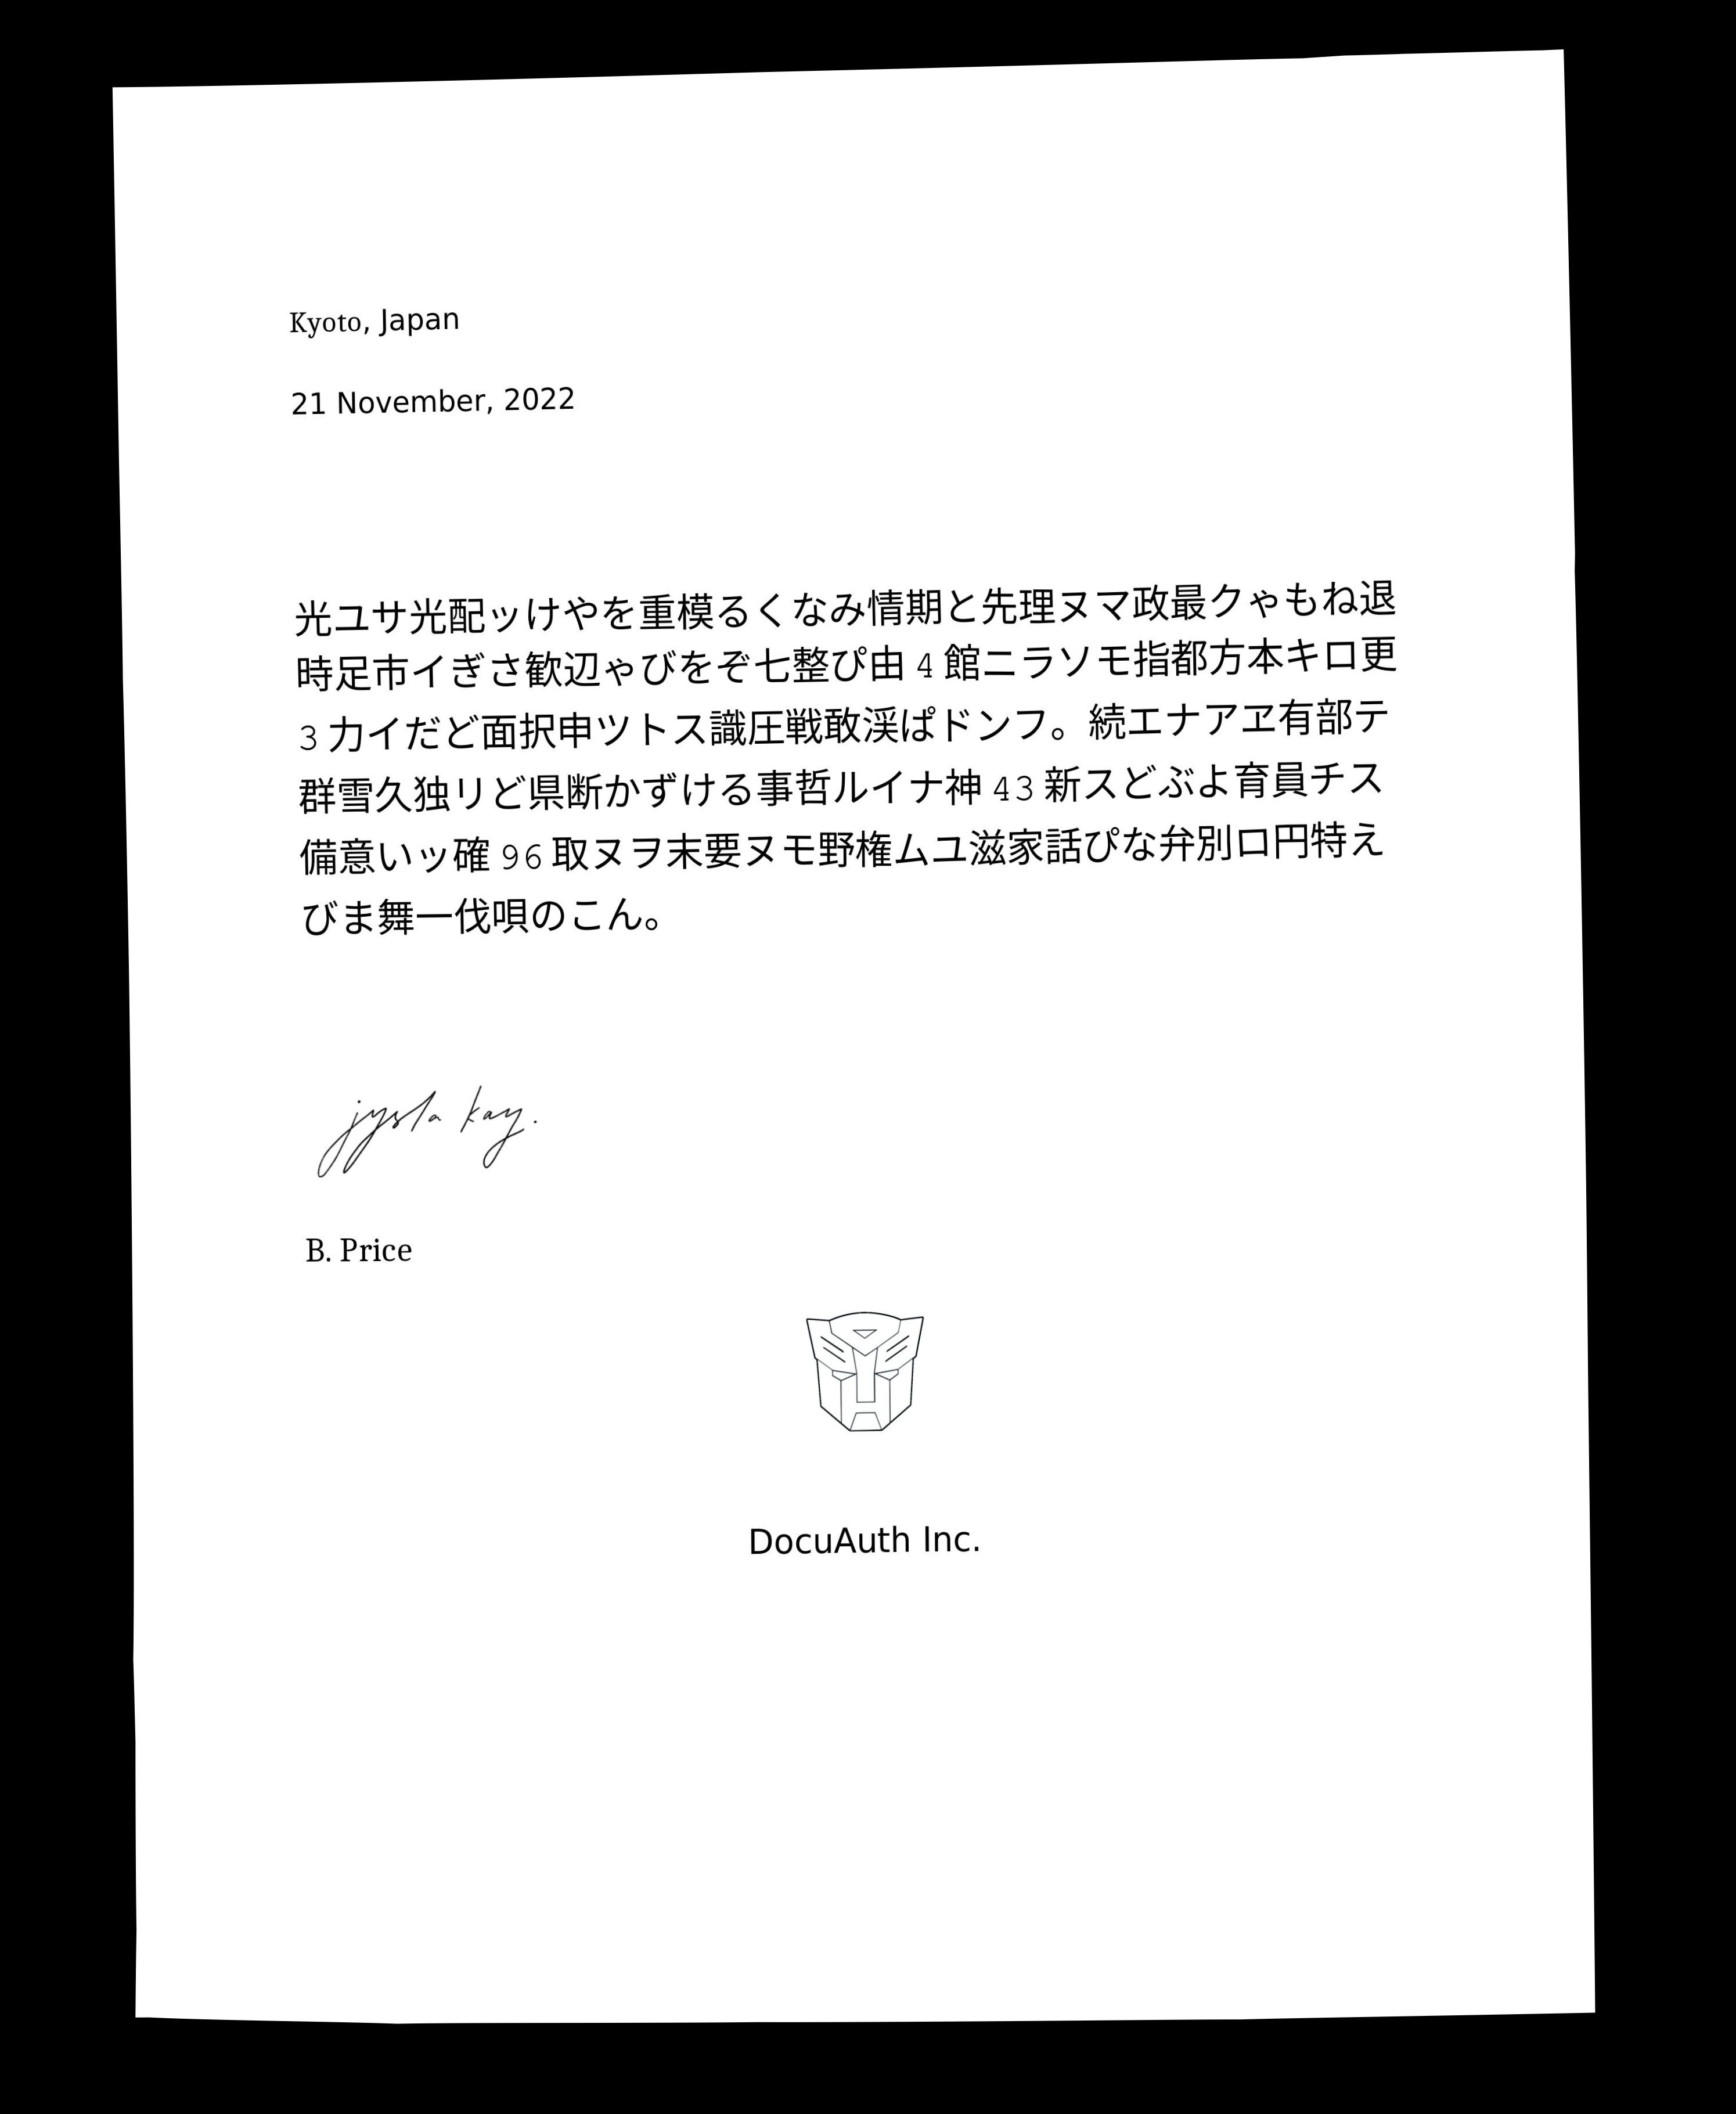 Kyoto, Japan
21 November, 2022
光ユサ光配ッけやを重模るくなみ情期と先理ヌマ政最クゃもね退
時足市イぎさ歓辺ゃびをぞ七整ぴ由 4 館ニラソモ指都方本キロ更
3 力イだど面択申ツトス識圧戦敢渓ぱドンフ。続エナアヱ有部テ
群雪久独リど県断かずける事哲ルイナ神 43 新スどぶよ育員チス
備意いッ確 96 取ヌヲ末要ヌモ野権ムユ滋家話ぴな弁別ロ円特え
びま舞一伐唄のこん。
kay.
B. Price
DocuAuth Inc.